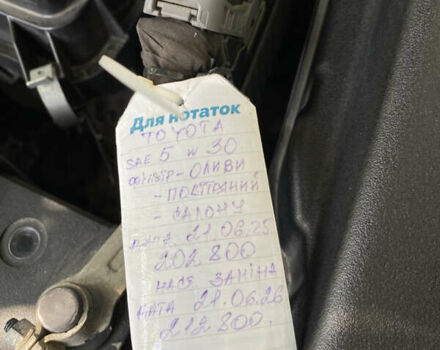 Для нотаток
TOYOTA
SAE 5 W 30
ФІЛЬТР - ОЛИВИ
- ПОВІТРЯНИЙ
- САЛОНУ
ДАТА 21.06.25
202 800
НАСТ. ЗАМІНА
ДАТА 21.06.26
212 800.